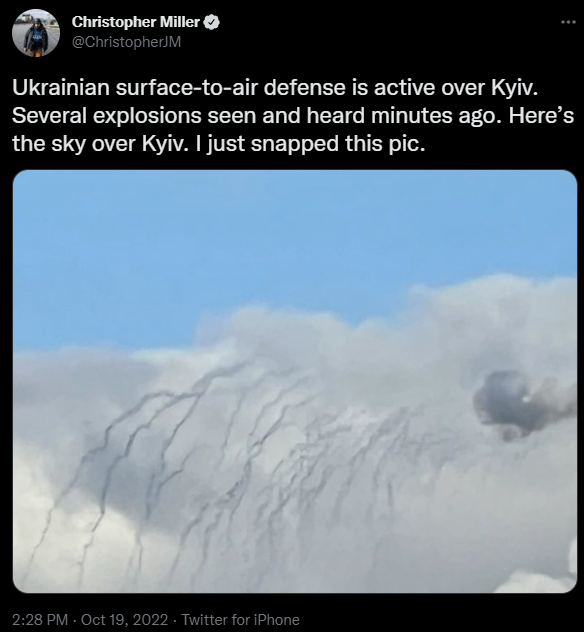 Christopher Miller
@ChristopherJM
Ukrainian surface-to-air defense is active over Kyiv.
Several explosions seen and heard minutes ago. Here’s
the sky over Kyiv. I just snapped this pic.
2:28 PM · Oct 19, 2022 · Twitter for iPhone